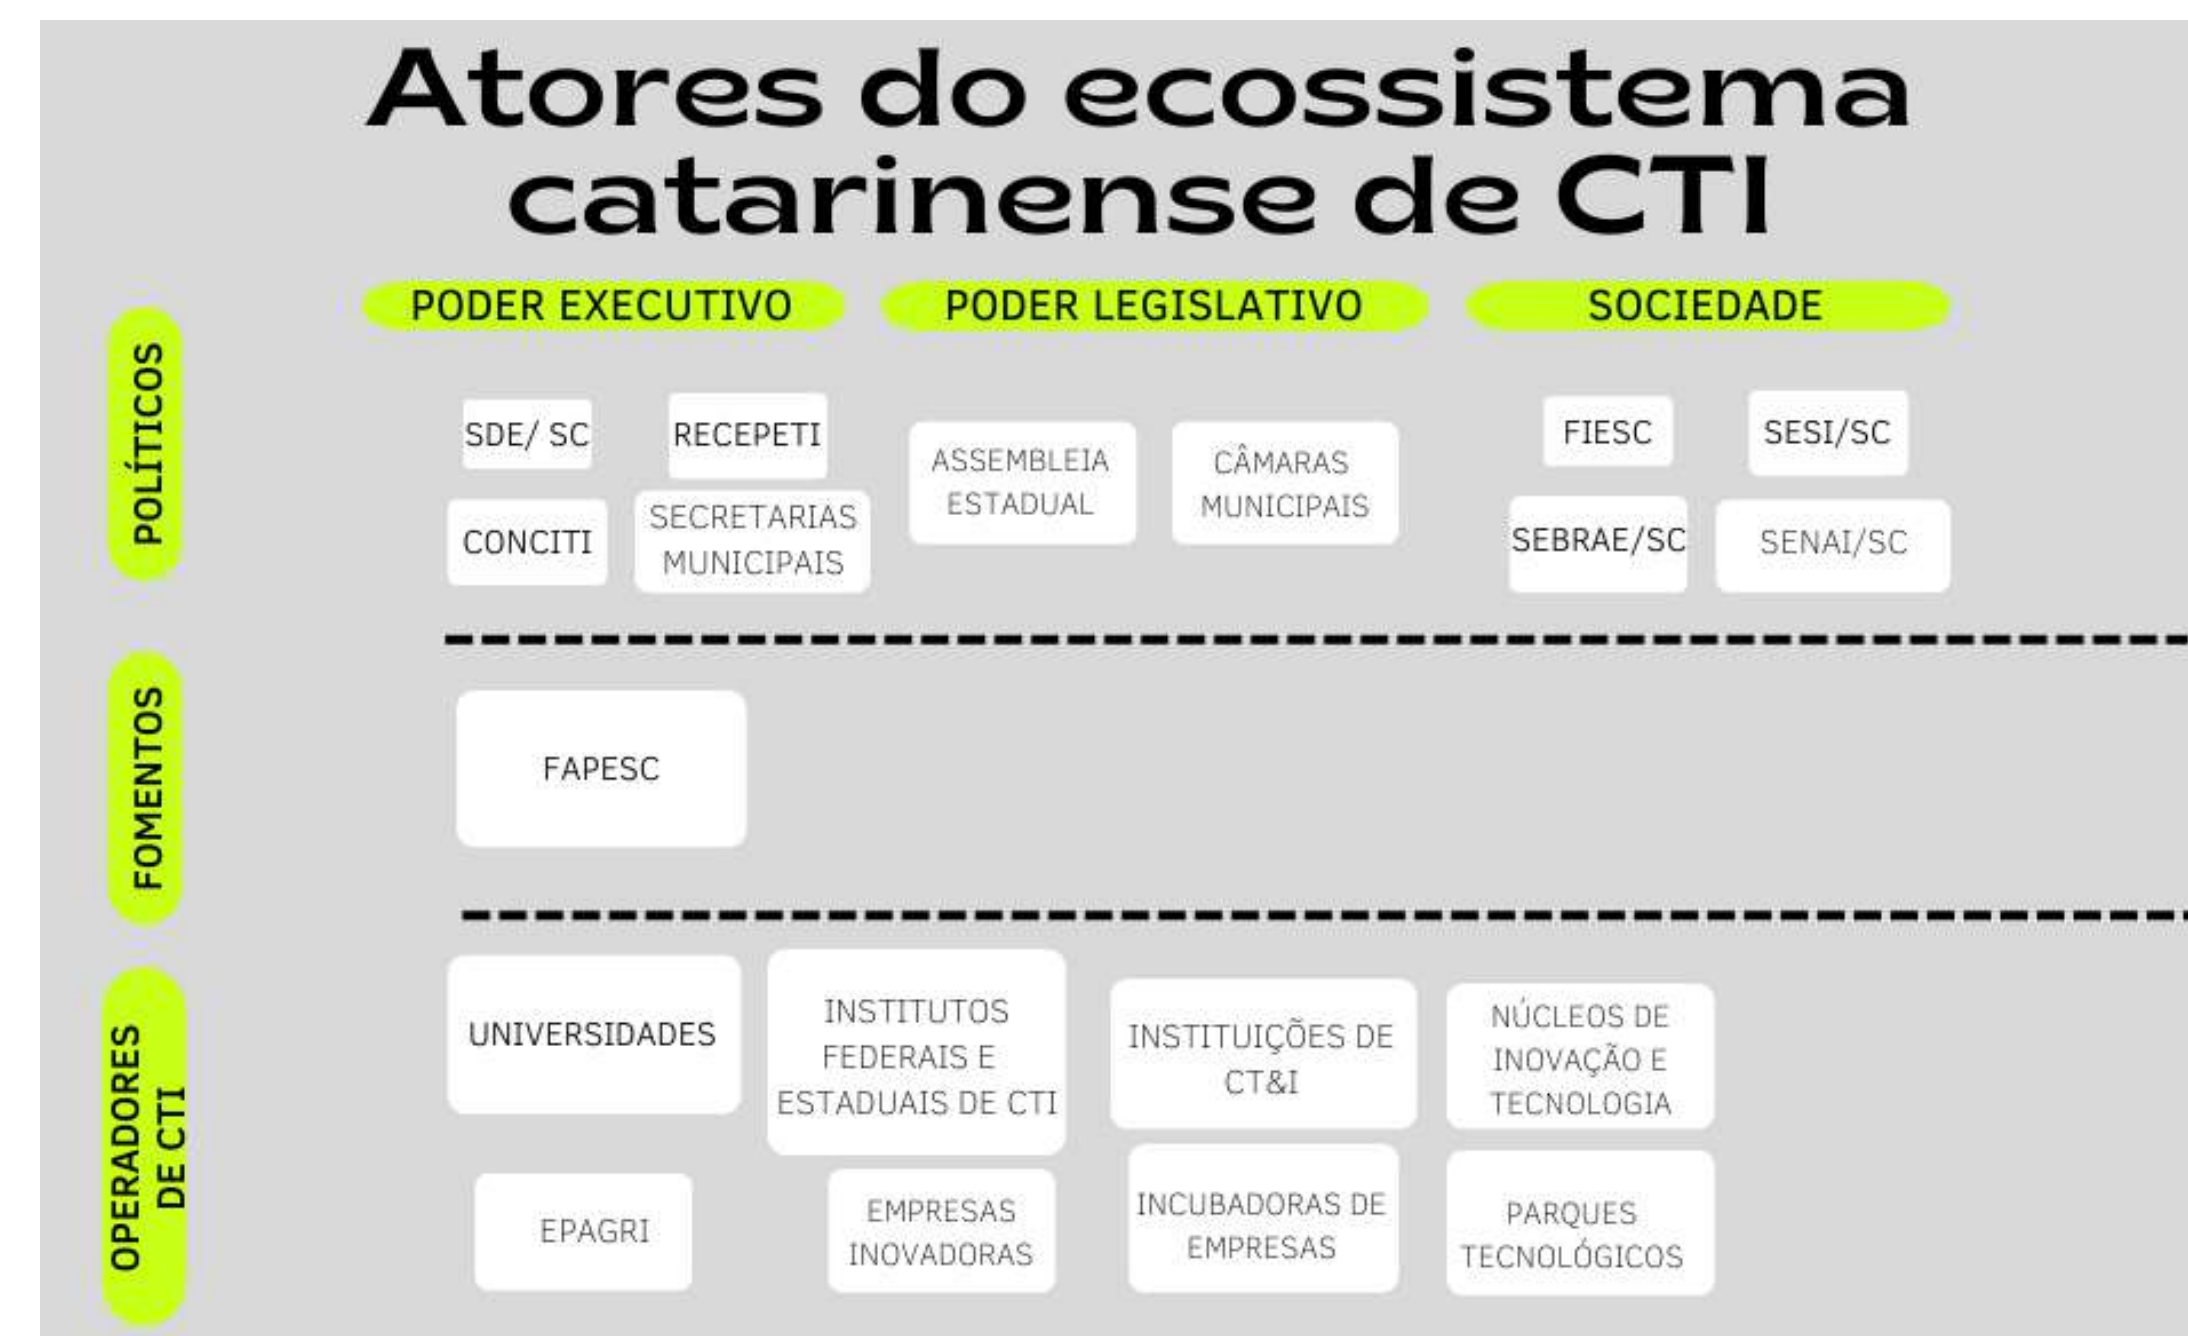 Atores do ecossistema
catarinense de CTI
PODER EXECUTIVO
PODER LEGISLATIVO
SOCIEDADE
POLÍTICOS
SDE/ SC
RECEPETI
CONCITI
SECRETARIAS
MUNICIPAIS
ASSEMBLEIA
ESTADUAL
CÂMARAS
MUNICIPAIS
FIESC
SESI/SC
SEBRAE/SC
SENAI/SC
FOMENTOS
FAPESC
OPERADORES
DE CTI
UNIVERSIDADES
INSTITUTOS
FEDERAIS E
ESTADUAIS DE CTI
INSTITUIÇÕES DE
CT&I
NÚCLEOS DE
INOVAÇÃO E
TECNOLOGIA
EPAGRI
EMPRESAS
INOVADORAS
INCUBADORAS DE
EMPRESAS
PARQUES
TECNOLÓGICOS